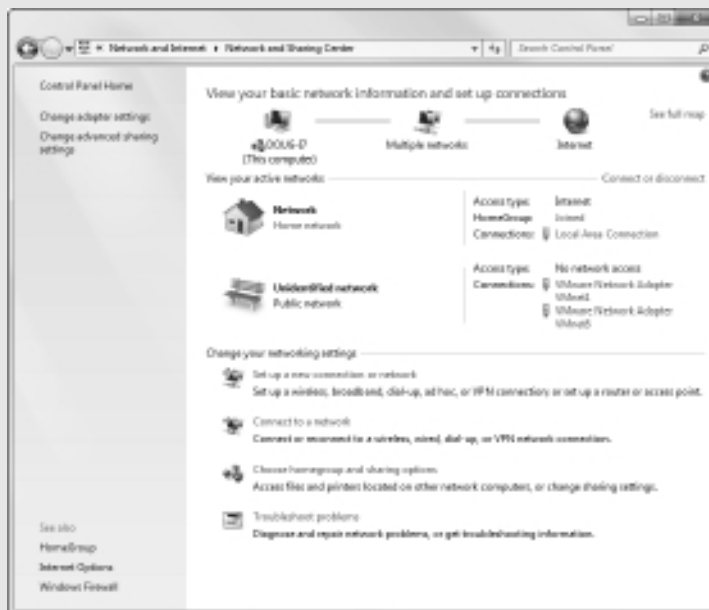 Network and Internet ▸ Network and Sharing Center
Search Control Panel
Control Panel Home
Change adapter settings
Change advanced sharing
settings
View your basic network information and set up connections
See full map
(This computer)
Multiple networks
Internet
View your active networks
Connect or disconnect
Network
Home network
Access type: Internet
HomeGroup: Joined
Connections: Local Area Connection
Unidentified network
Public network
Access type: No network access
Connections: VMware Network Adapter
VMware Network Adapter
Change your networking settings
Set up a new connection or network
Set up a wireless, broadband, dial-up, ad hoc, or VPN connection; or set up a router or access point.
Connect to a network
Connect or reconnect to a wireless, wired, dial-up, or VPN network connection.
Choose homegroup and sharing options
Access files and printers located on other network computers, or change sharing settings.
Troubleshoot problems
Diagnose and repair network problems, or get troubleshooting information.
See also
HomeGroup
Internet Options
Windows Firewall